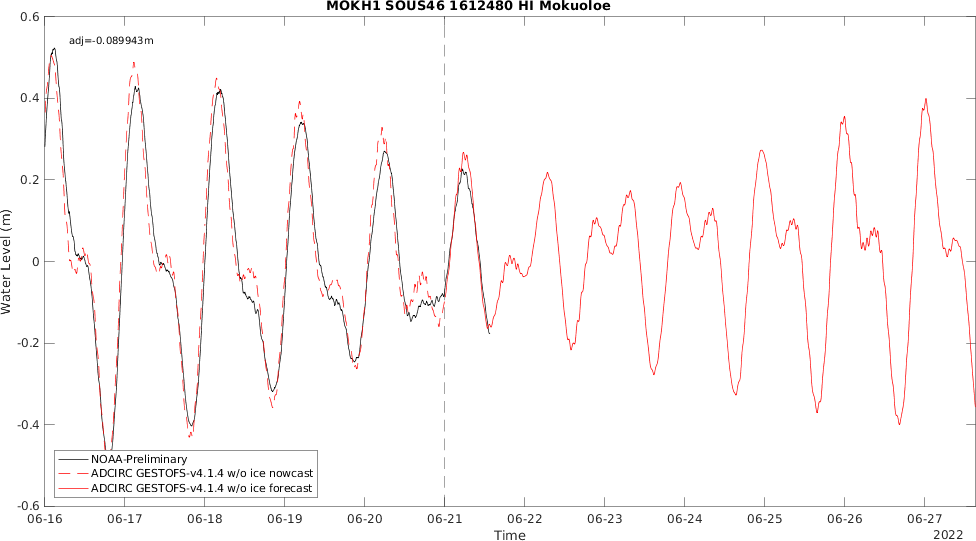 MOKH1 SOUS46 1612480 HI Mokuoloe
adj=-0.089943m
0.6
0.4
0.2
0
-0.2
-0.4
-0.6
Water Level (m)
NOAA-Preliminary
ADCIRC GESTOFS-v4.1.4 w/o ice nowcast
ADCIRC GESTOFS-v4.1.4 w/o ice forecast
06-16 06-17 06-18 06-19 06-20 06-21 06-22 06-23 06-24 06-25 06-26 06-27
Time
2022